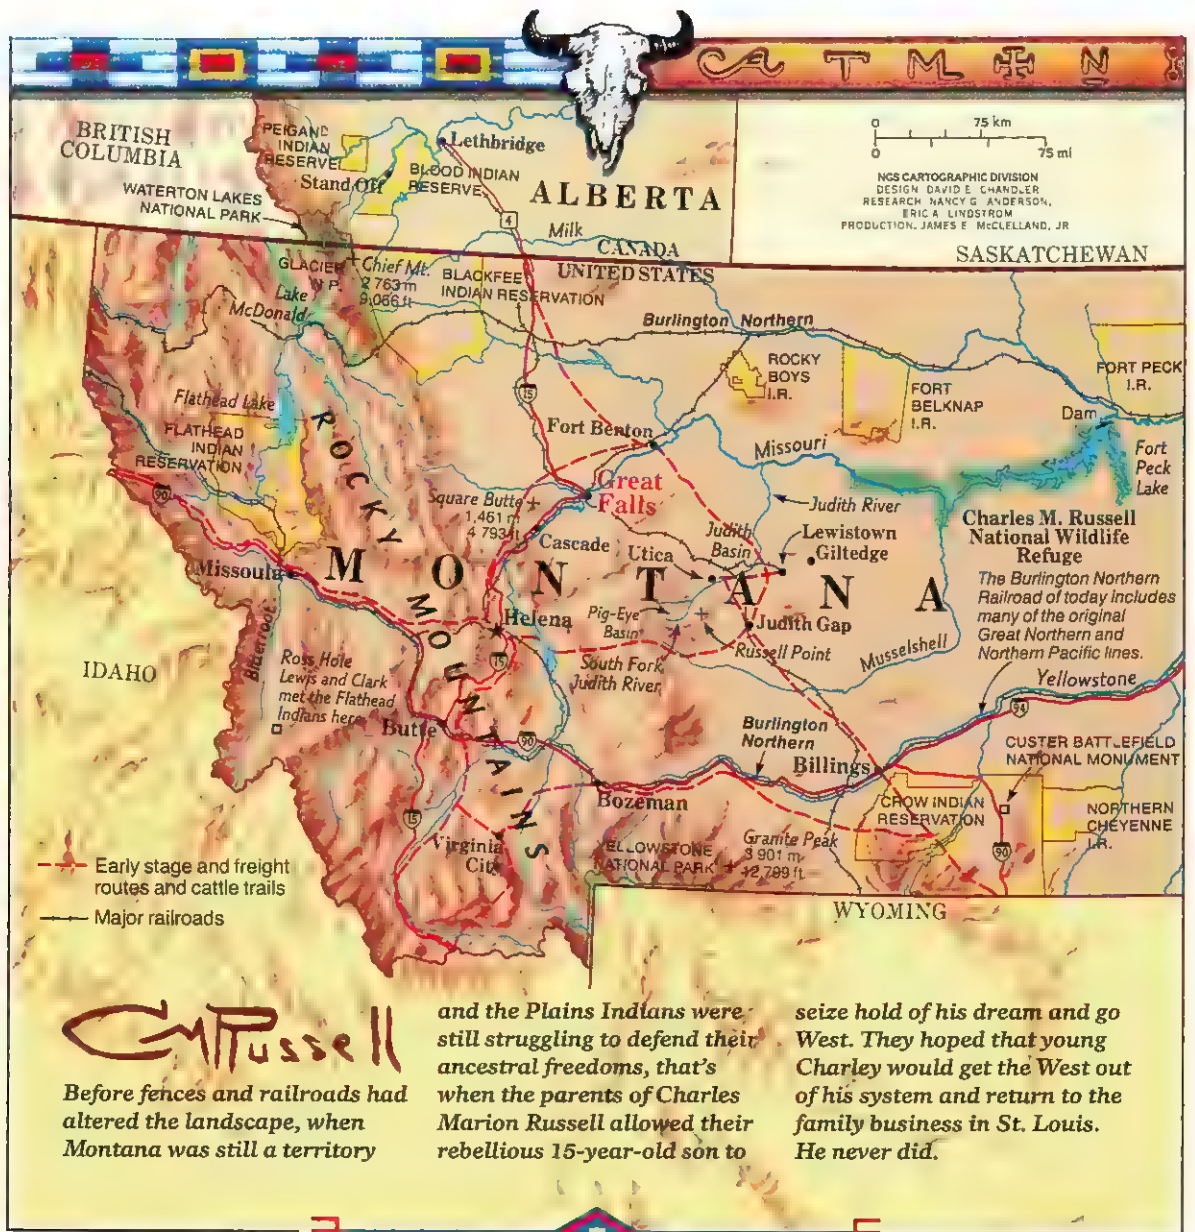 BRITISH
COLUMBIA
PEIGAND
INDIAN
RESERVE
Lethbridge
Stand Off
BLOOD INDIAN
RESERVE
WATERTON LAKES
NATIONAL PARK
ALBERTA
4
Milk
CANADA
UNITED STATES
0 75 km
0 75 mi
NGS CARTOGRAPHIC DIVISION
DESIGN DAVID E. CHANDLER
RESEARCH NANCY G. ANDERSON,
ERIC A. LINDSTROM
PRODUCTION. JAMES E. McCLELLAND, JR
SASKATCHEWAN
GLACIER
N.P.
Chief Mt.
2 763 m
9,066 ft
Lake
McDonald
BLACKFEET
INDIAN RESERVATION
Burlington Northern
ROCKY
BOYS
I.R.
FORT
BELKNAP
I.R.
FORT PECK
I.R.
Dam
Fort
Peck
Lake
Flathead Lake
FLATHEAD
INDIAN
RESERVATION
90
15
Fort Benton
Missouri
Great
Falls
Square Butte
1,461 m
4 793 ft
Cascade
Judith River
Judith
Basin
Utica
Lewistown
Giltedge
Charles M. Russell
National Wildlife
Refuge
The Burlington Northern
Railroad of today includes
many of the original
Great Northern and
Northern Pacific lines.
ROCKY MOUNTAINS
MONTANA
Missoula
Helena
15
Pig-Eye
Basin
Judith Gap
Russell Point
South Fork
Judith River
Musselshell
Yellowstone
94
IDAHO
Bitterroot
Ross Hole
Lewis and Clark
met the Flathead
Indians here
Butte
90
Burlington
Northern
Billings
CUSTER BATTLEFIELD
NATIONAL MONUMENT
Bozeman
CROW INDIAN
RESERVATION
NORTHERN
CHEYENNE
I.R.
90
15
Virginia
City
YELLOWSTONE
NATIONAL PARK
Granite Peak
3 901 m
12,799 ft
WYOMING
Early stage and freight
routes and cattle trails
Major railroads
CM Russell
Before fences and railroads had
altered the landscape, when
Montana was still a territory
and the Plains Indians were
still struggling to defend their
ancestral freedoms, that's
when the parents of Charles
Marion Russell allowed their
rebellious 15-year-old son to
seize hold of his dream and go
West. They hoped that young
Charley would get the West out
of his system and return to the
family business in St. Louis.
He never did.